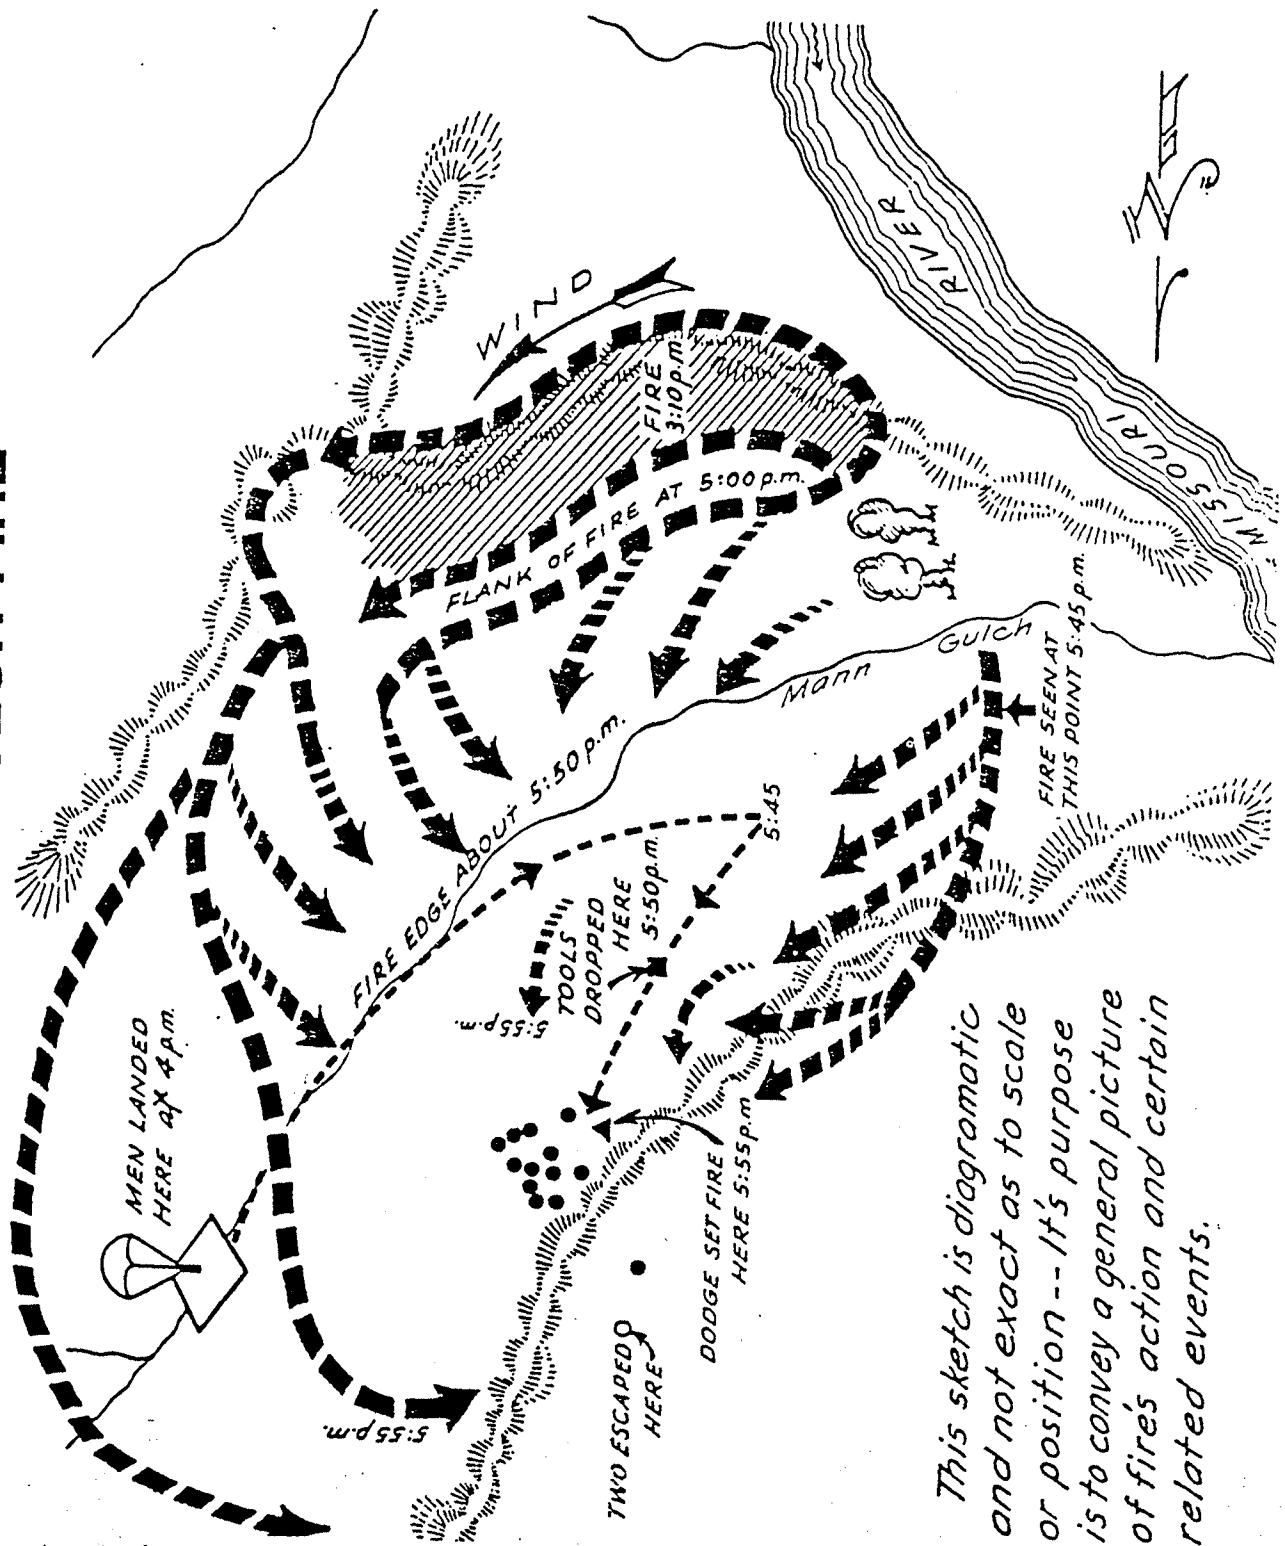 MEN LANDED
HERE at 4 p.m.
WIND
FIRE
3:10 p.m.
FLANK OF FIRE AT 5:00 p.m.
RIVER
MISSOURI
N
Mann Gulch
FIRE EDGE ABOUT 5:50 p.m.
FIRE SEEN AT
THIS POINT 5:45 p.m.
5:45
TOOLS
DROPPED
HERE
5:50 p.m.
5:55 p.m.
5:55 p.m.
DODGE SET FIRE
HERE 5:55 p.m
TWO ESCAPED
HERE
This sketch is diagramatic
and not exact as to scale
or position -- It's purpose
is to convey a general picture
of fire's action and certain
related events.